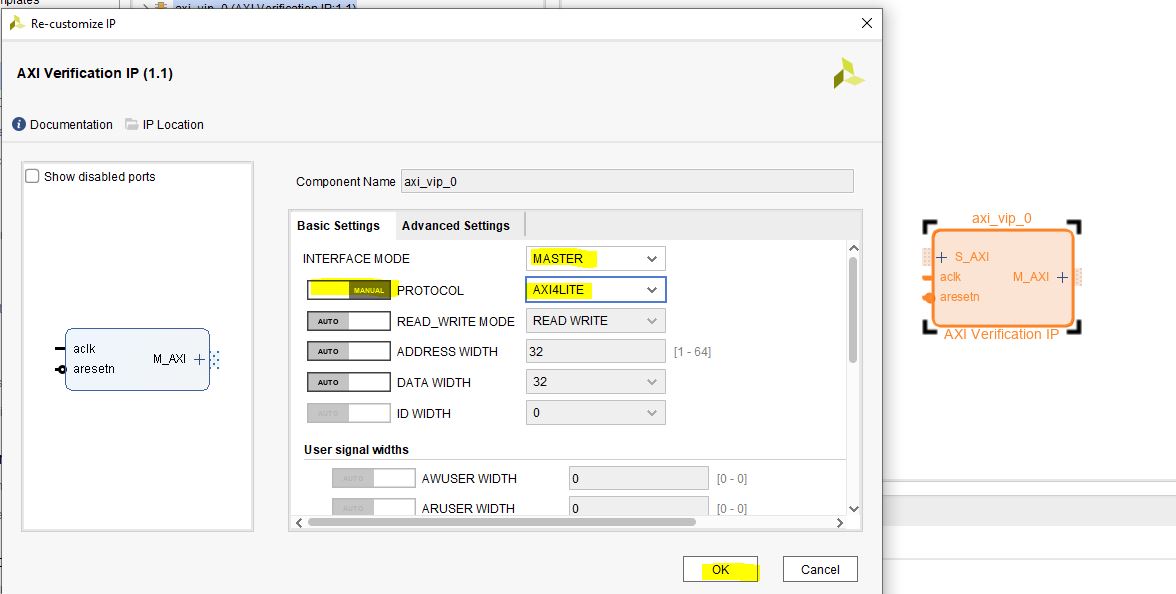 axi_vip_0 (AXI Verification IP:1.1)
Re-customize IP
AXI Verification IP (1.1)
Documentation IP Location
Show disabled ports
aclk
M_AXI
aresetn
Component Name axi_vip_0
Basic Settings Advanced Settings
INTERFACE MODE MASTER
MANUAL PROTOCOL AXI4LITE
AUTO READ_WRITE MODE READ WRITE
AUTO ADDRESS WIDTH 32 [1 - 64]
AUTO DATA WIDTH 32
AUTO ID WIDTH 0
User signal widths
AUTO AWUSER WIDTH 0 [0 - 0]
AUTO ARUSER WIDTH 0 [0 - 0]
OK Cancel
axi_vip_0
S_AXI
aclk M_AXI
aresetn
AXI Verification IP